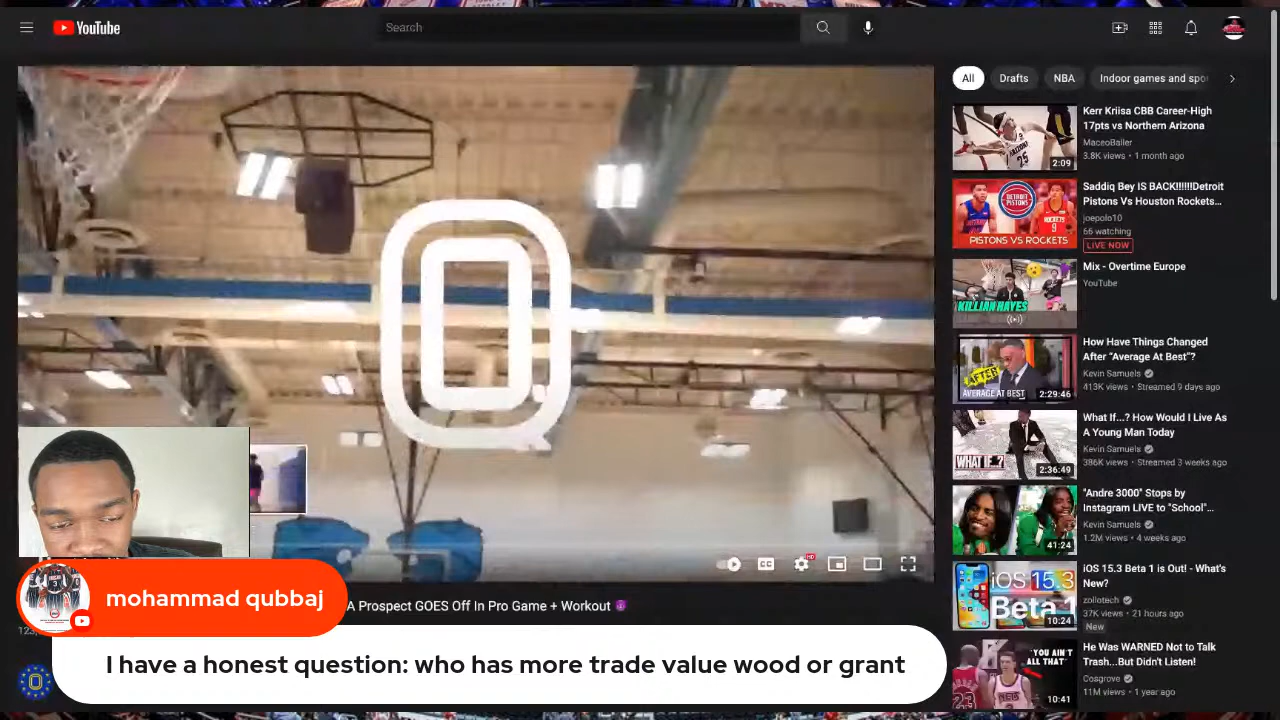 YouTube
Search
All
Drafts
NBA
Indoor games and spo
Kerr Kriisa CBB Career-High
17pts vs Northern Arizona
MaceoBaller
3.8K views • 1 month ago
2:09
Saddiq Bey IS BACK!!!!!!Detroit
Pistons Vs Houston Rockets...
joepolo10
66 watching
LIVE NOW
DETROIT
PISTONS
PISTONS VS ROCKETS
Mix - Overtime Europe
YouTube
KILLIAN HAYES
How Have Things Changed
After “Average At Best”?
Kevin Samuels
413K views • Streamed 9 days ago
AFTER
AVERAGE AT BEST
2:29:46
What If...? How Would I Live As
A Young Man Today
Kevin Samuels
386K views • Streamed 3 weeks ago
WHAT IF..?
2:36:49
"Andre 3000" Stops by
Instagram LIVE to "School"...
Kevin Samuels
1.2M views • 4 weeks ago
41:24
iOS 15.3 Beta 1 is Out! - What's
New?
zollotech
37K views • 21 hours ago
New
iOS 15.3
Beta 1
10:24
He Was WARNED Not to Talk
Trash...But Didn't Listen!
Cosgrove
11M views • 1 year ago
"YOU AIN'T
ALL THAT"
10:41
O
HD
A Prospect GOES Off In Pro Game + Workout 😈
123,
mohammad qubbaj
I have a honest question: who has more trade value wood or grant